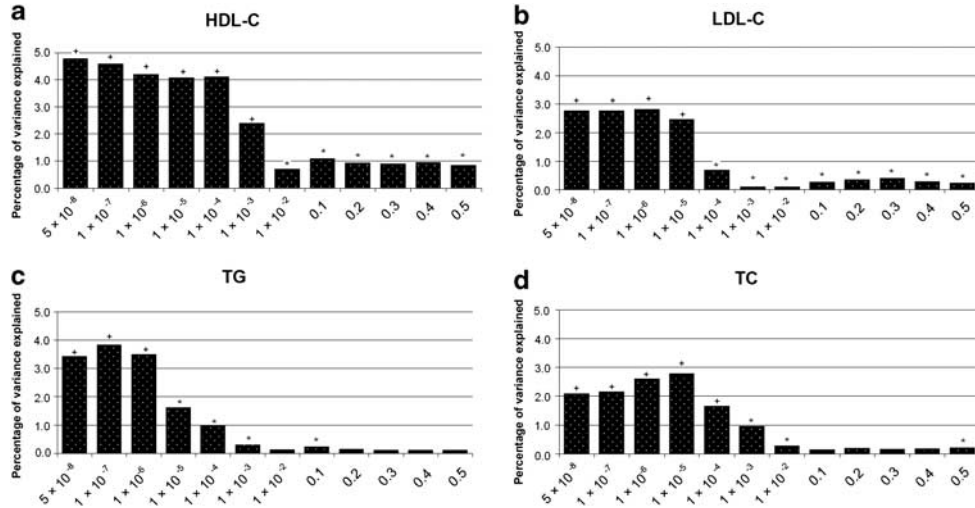 a
HDL-C
Percentage of variance explained
5.0
4.0
3.0
2.0
1.0
0.0
+ + + + + + * * * * * *
5 × 10⁻⁸ 1 × 10⁻⁷ 1 × 10⁻⁶ 1 × 10⁻⁵ 1 × 10⁻⁴ 1 × 10⁻³ 1 × 10⁻² 0.1 0.2 0.3 0.4 0.5
b
LDL-C
Percentage of variance explained
5.0
4.0
3.0
2.0
1.0
0.0
* * + + * * * * * * * *
5 × 10⁻⁸ 1 × 10⁻⁷ 1 × 10⁻⁶ 1 × 10⁻⁵ 1 × 10⁻⁴ 1 × 10⁻³ 1 × 10⁻² 0.1 0.2 0.3 0.4 0.5
c
TG
Percentage of variance explained
5.0
4.0
3.0
2.0
1.0
0.0
+ + + * + * *
5 × 10⁻⁸ 1 × 10⁻⁷ 1 × 10⁻⁶ 1 × 10⁻⁵ 1 × 10⁻⁴ 1 × 10⁻³ 1 × 10⁻² 0.1 0.2 0.3 0.4 0.5
d
TC
Percentage of variance explained
5.0
4.0
3.0
2.0
1.0
0.0
+ + + + + * * *
5 × 10⁻⁸ 1 × 10⁻⁷ 1 × 10⁻⁶ 1 × 10⁻⁵ 1 × 10⁻⁴ 1 × 10⁻³ 1 × 10⁻² 0.1 0.2 0.3 0.4 0.5